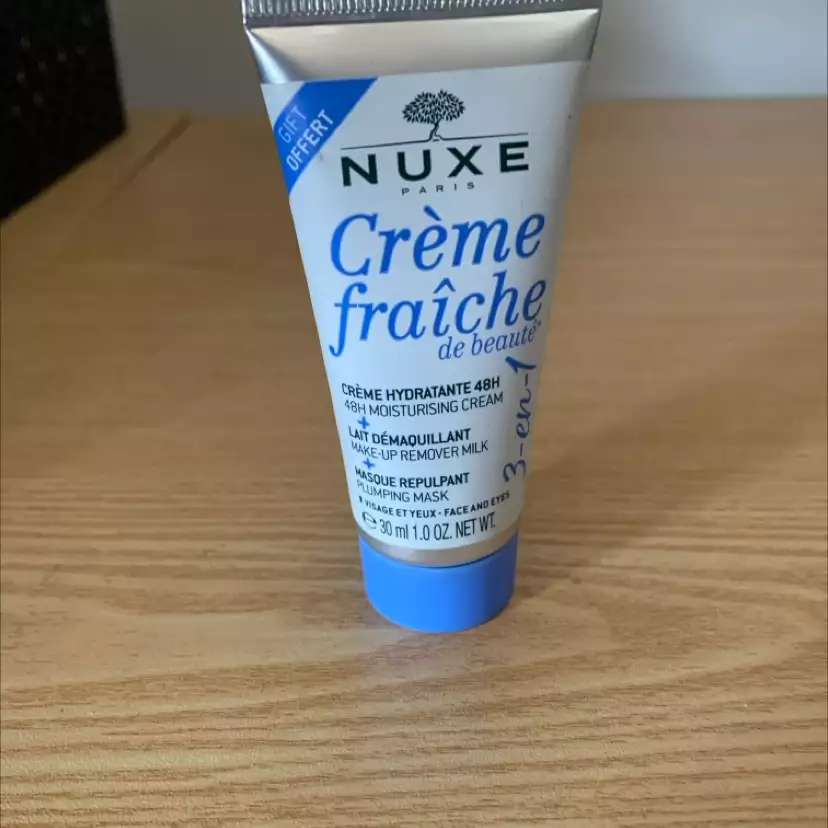 GIFT
OFFERT
NUXE
PARIS
Crème
fraîche
de beauté®
3-en-1
CRÈME HYDRATANTE 48H
48H MOISTURISING CREAM
+
LAIT DÉMAQUILLANT
MAKE-UP REMOVER MILK
+
MASQUE REPULPANT
PLUMPING MASK
VISAGE ET YEUX - FACE AND EYES
℮ 30 ml 1.0 OZ. NET WT.